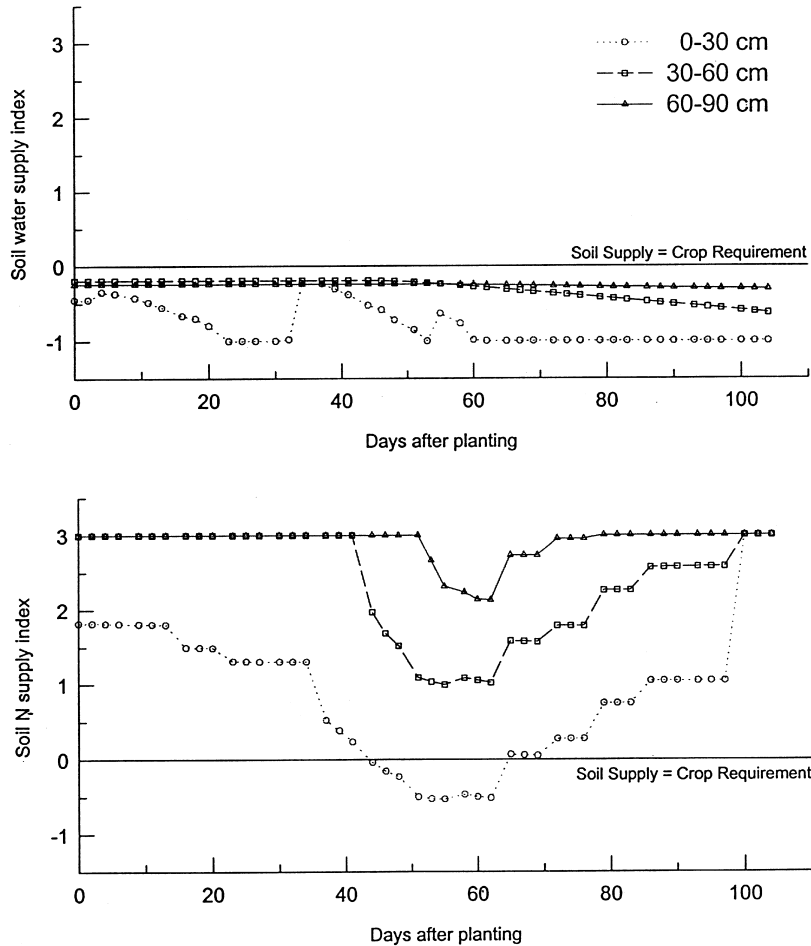 3
2
1
0
-1
Soil water supply index
0-30 cm
30-60 cm
60-90 cm
Soil Supply = Crop Requirement
0
20
40
60
80
100
Days after planting
3
2
1
0
-1
Soil N supply index
Soil Supply = Crop Requirement
0
20
40
60
80
100
Days after planting